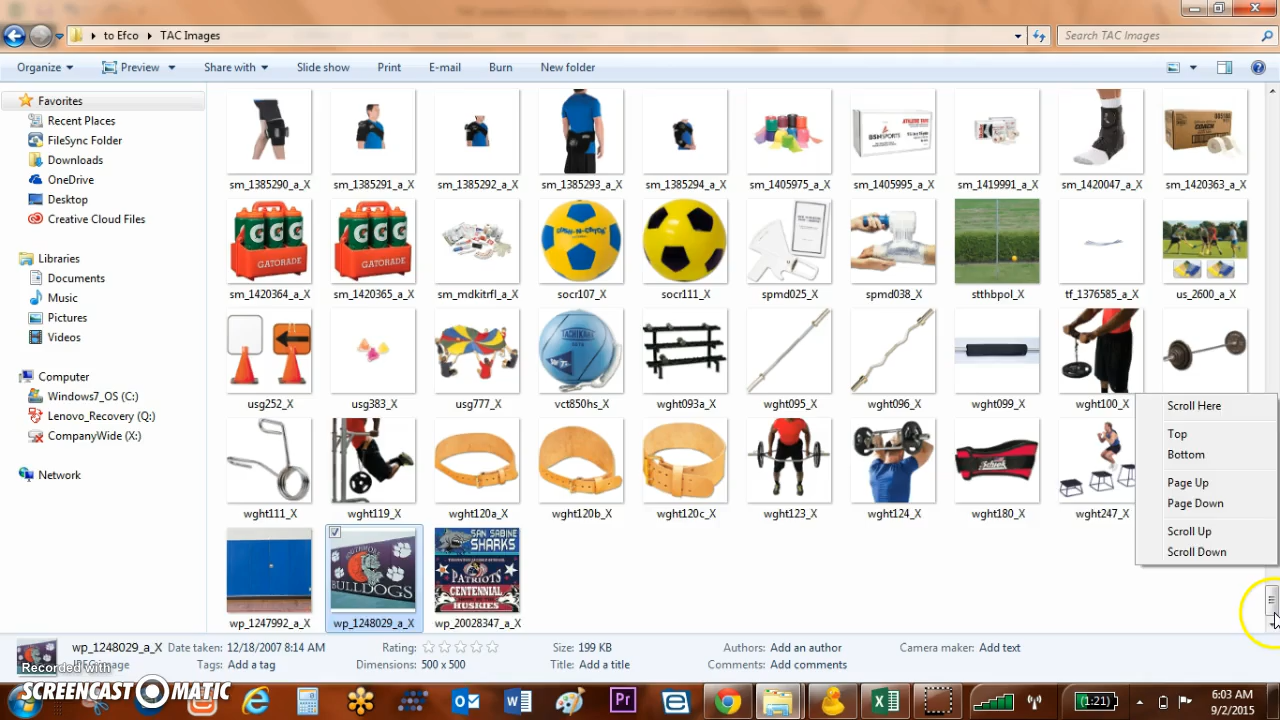 to Efco ▸ TAC Images
Search TAC Images
Organize Preview Share with Slide show Print E-mail Burn New folder
Favorites
Recent Places
FileSync Folder
Downloads
OneDrive
Desktop
Creative Cloud Files
Libraries
Documents
Music
Pictures
Videos
Computer
Windows7_OS (C:)
Lenovo_Recovery (Q:)
CompanyWide (X:)
Network
sm_1385290_a_X sm_1385291_a_X sm_1385292_a_X sm_1385293_a_X sm_1385294_a_X sm_1405975_a_X sm_1405995_a_X sm_1419991_a_X sm_1420047_a_X sm_1420363_a_X
GATORADE GATORADE
sm_1420364_a_X sm_1420365_a_X sm_mdkitrfl_a_X socr107_X socr111_X spmd025_X spmd038_X stthbpol_X tf_1376585_a_X us_2600_a_X
usg252_X usg383_X usg777_X vct850hs_X wght093a_X wght095_X wght096_X wght099_X wght100_X
wght111_X wght119_X wght120a_X wght120b_X wght120c_X wght123_X wght124_X wght180_X wght247_X
Scroll Here
Top
Bottom
Page Up
Page Down
Scroll Up
Scroll Down
BULLDOGS
SAN SABINE
SHARKS
PATRIOTS
CENTENNIAL
HUSKIES
wp_1247992_a_X wp_1248029_a_X wp_20028347_a_X
wp_1248029_a_X Date taken: 12/18/2007 8:14 AM Rating: Size: 199 KB Authors: Add an author Camera maker: Add text
Tags: Add a tag Dimensions: 500 x 500 Title: Add a title Comments: Add comments
Recorded with
SCREENCAST-O-MATIC
Pr
(1:21)
6:03 AM
9/2/2015